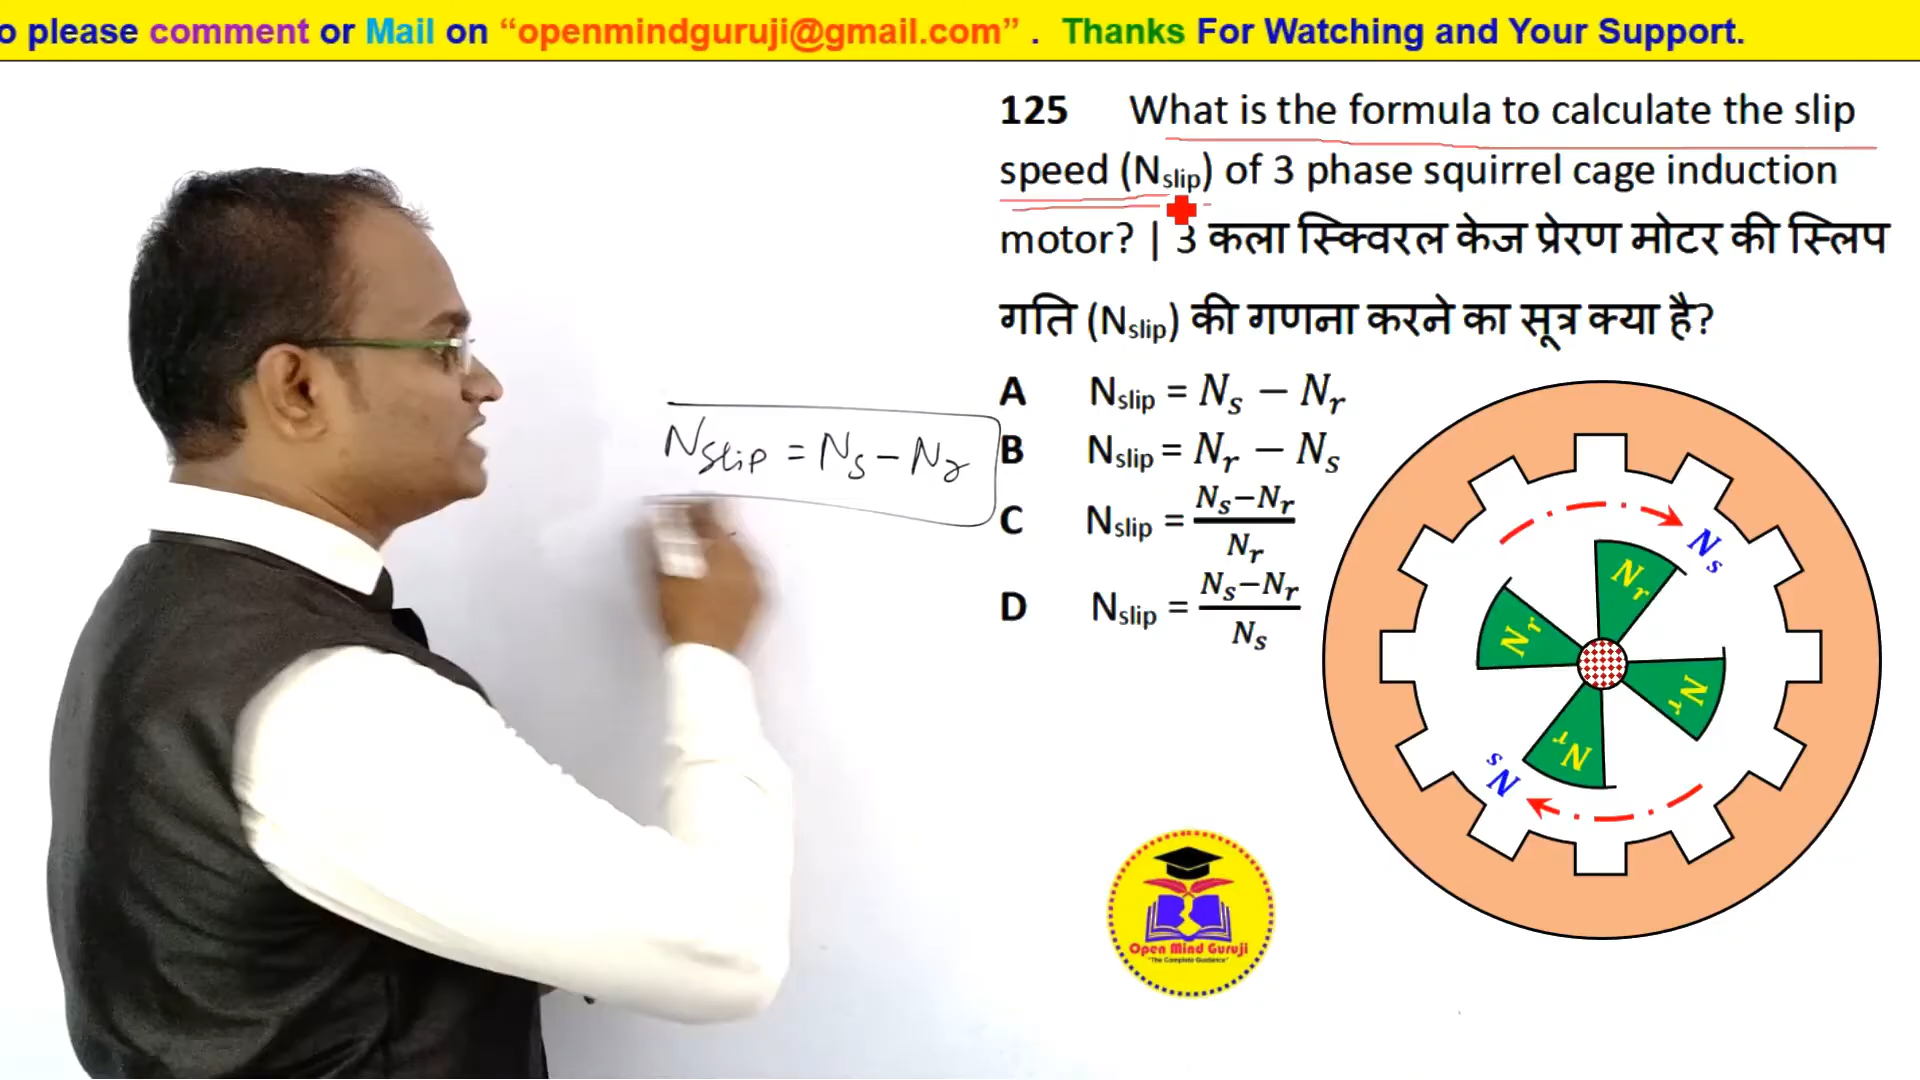 o please comment or Mail on “openmindguruji@gmail.com” . Thanks For Watching and Your Support.
125 What is the formula to calculate the slip
speed (Nslip) of 3 phase squirrel cage induction
motor? | 3 कला स्क्विरल केज प्रेरण मोटर की स्लिप
गति (Nslip) की गणना करने का सूत्र क्या है?
A Nslip = Ns − Nr
B Nslip = Nr − Ns
C Nslip = (Ns−Nr)/Nr
D Nslip = (Ns−Nr)/Ns
Nslip = Ns − Nr
Ns
Nr
Nr
Nr
Nr
Ns
Open Mind Guruji
"The Complete Guidance"